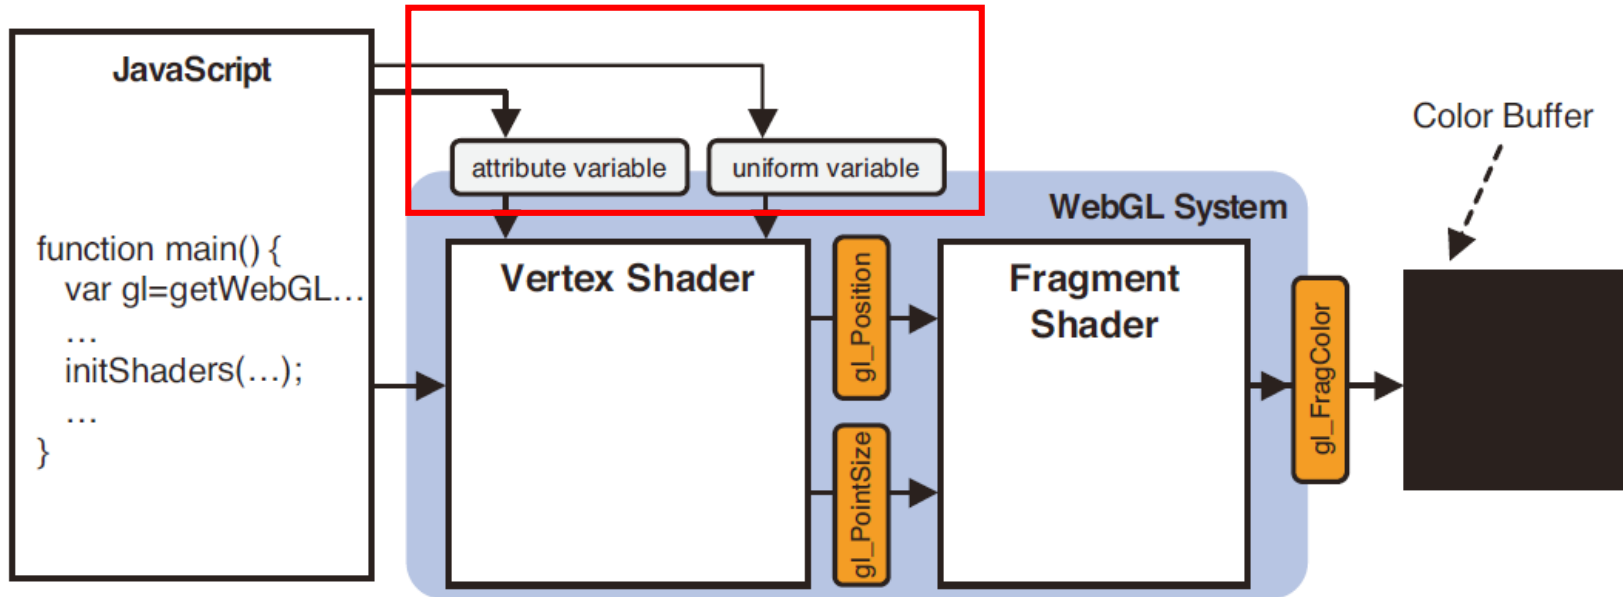 JavaScript
function main() {
var gl=getWebGL...
...
initShaders(...);
...
}
attribute variable
uniform variable
WebGL System
Vertex Shader
gl_Position
gl_PointSize
Fragment
Shader
gl_FragColor
Color Buffer